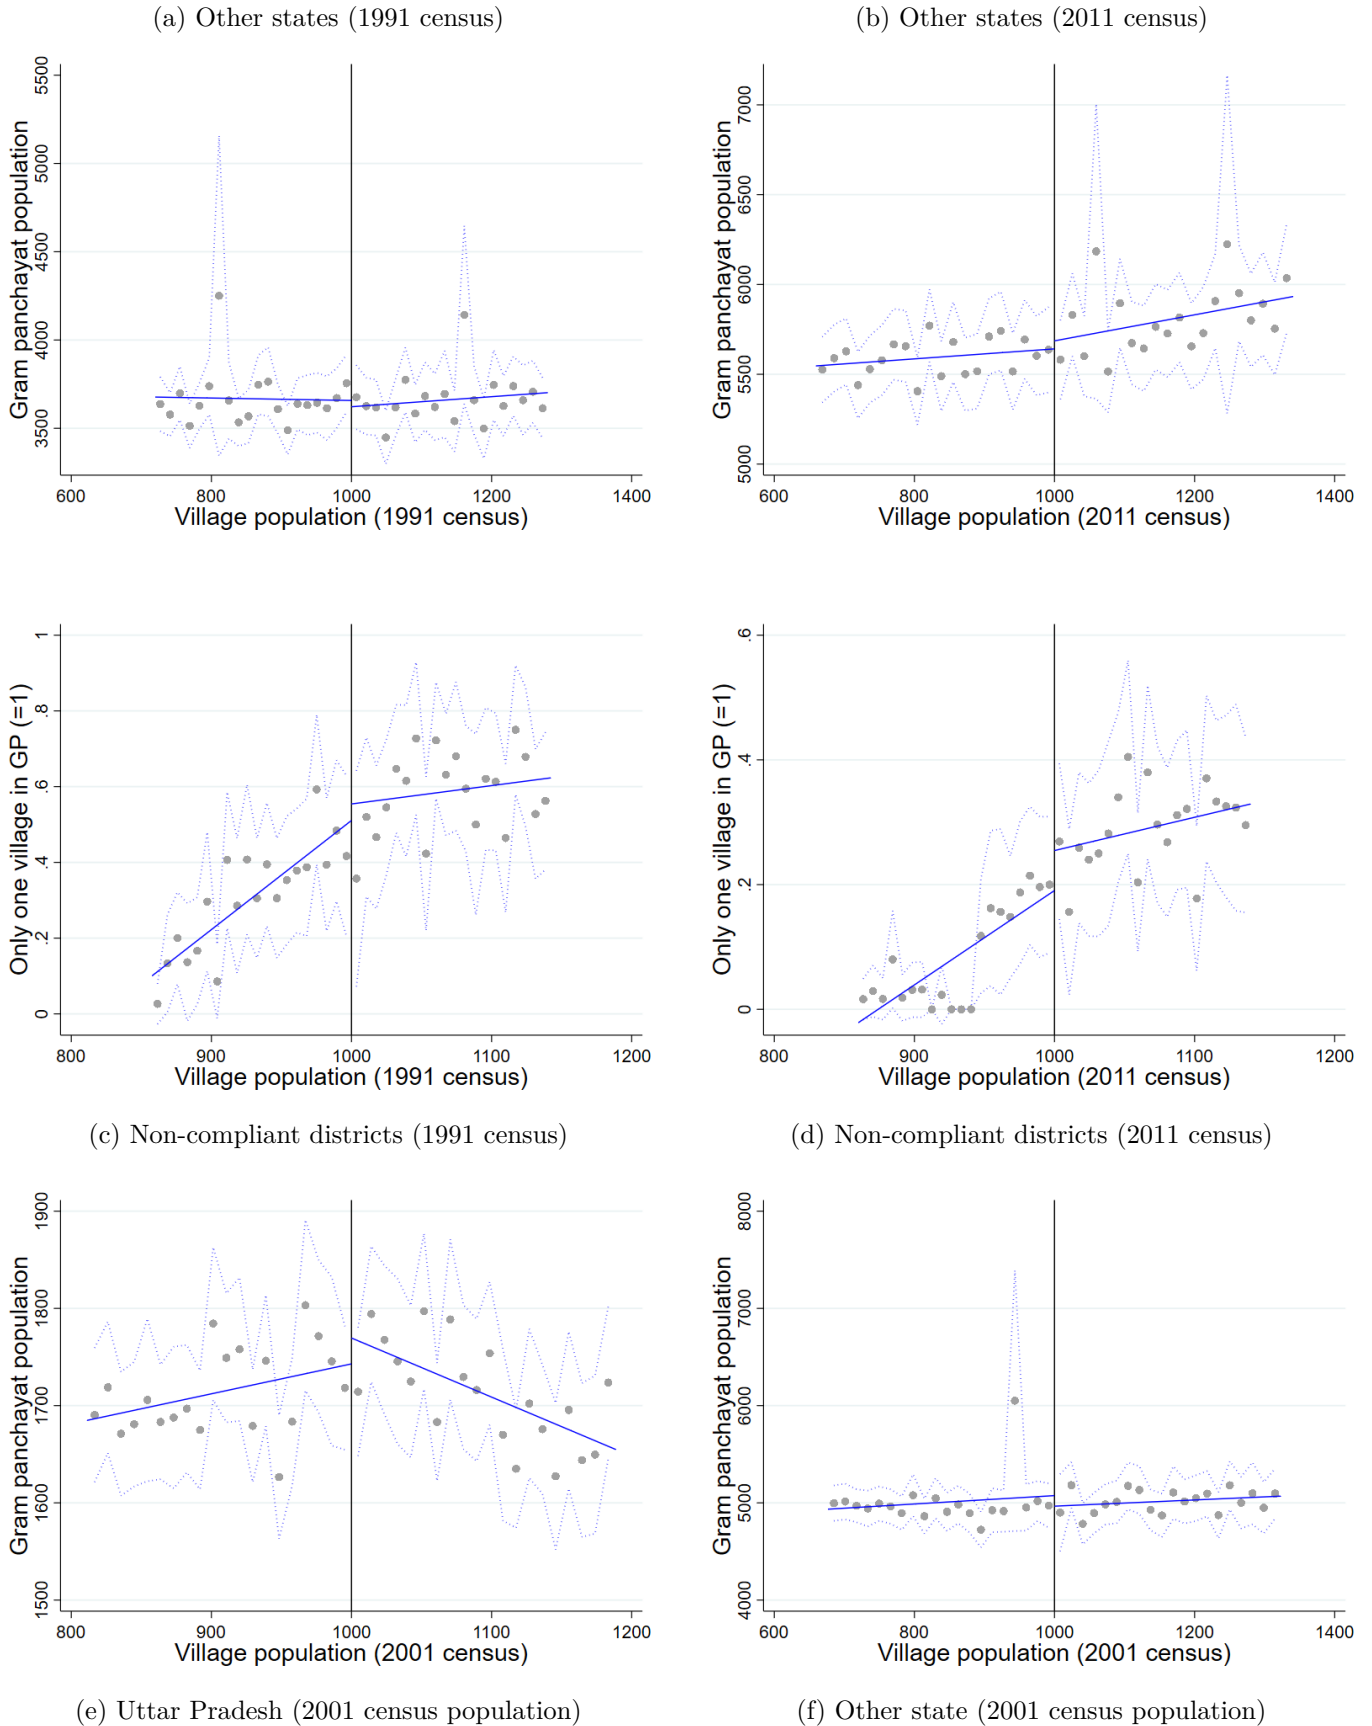 (a) Other states (1991 census)
(b) Other states (2011 census)
Gram panchayat population
5500
5000
4500
4000
3500
600 800 1000 1200 1400
Village population (1991 census)
Gram panchayat population
7000
6500
6000
5500
5000
600 800 1000 1200 1400
Village population (2011 census)
Only one village in GP (=1)
1
.8
.6
.4
.2
0
800 900 1000 1100 1200
Village population (1991 census)
Only one village in GP (=1)
.6
.4
.2
0
800 900 1000 1100 1200
Village population (2011 census)
(c) Non-compliant districts (1991 census)
(d) Non-compliant districts (2011 census)
Gram panchayat population
1900
1800
1700
1600
1500
800 900 1000 1100 1200
Village population (2001 census)
Gram panchayat population
8000
7000
6000
5000
4000
600 800 1000 1200 1400
Village population (2001 census)
(e) Uttar Pradesh (2001 census population)
(f) Other state (2001 census population)